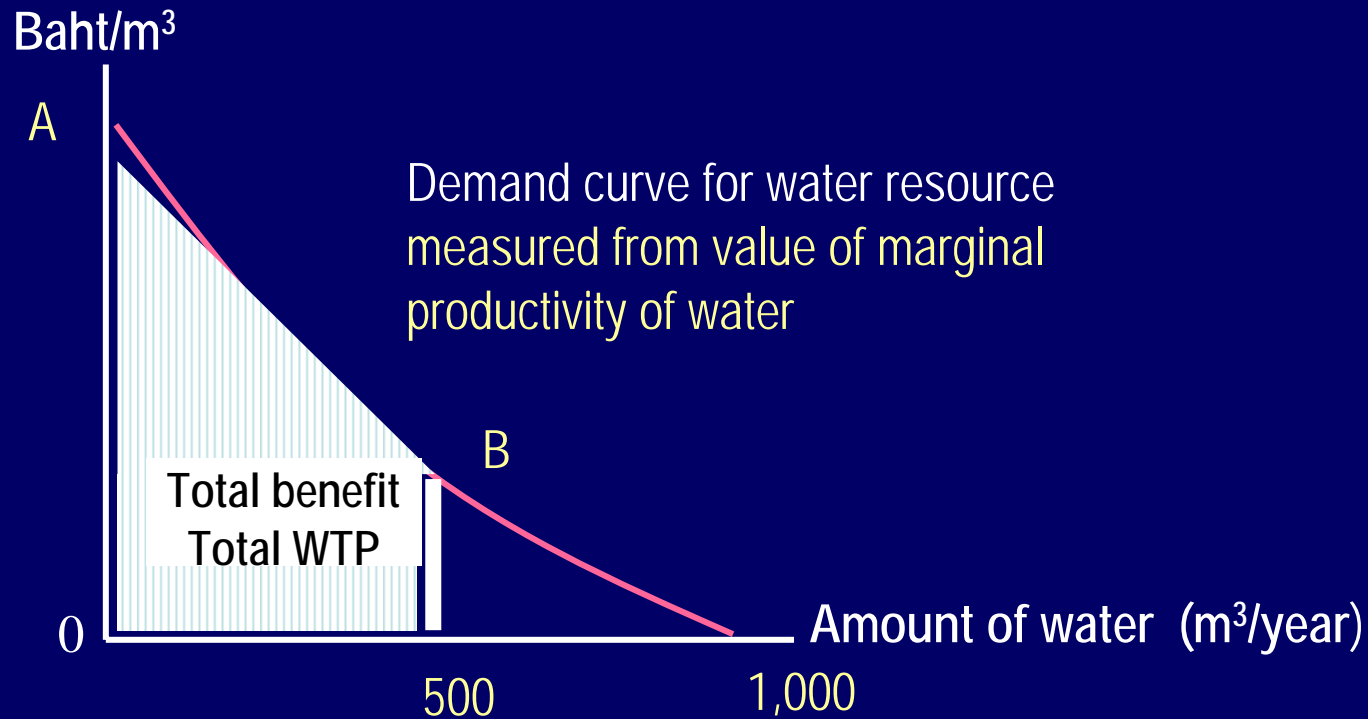 Baht/m³
A
Demand curve for water resource
measured from value of marginal
productivity of water
B
Total benefit
Total WTP
0
Amount of water (m³/year)
500
1,000